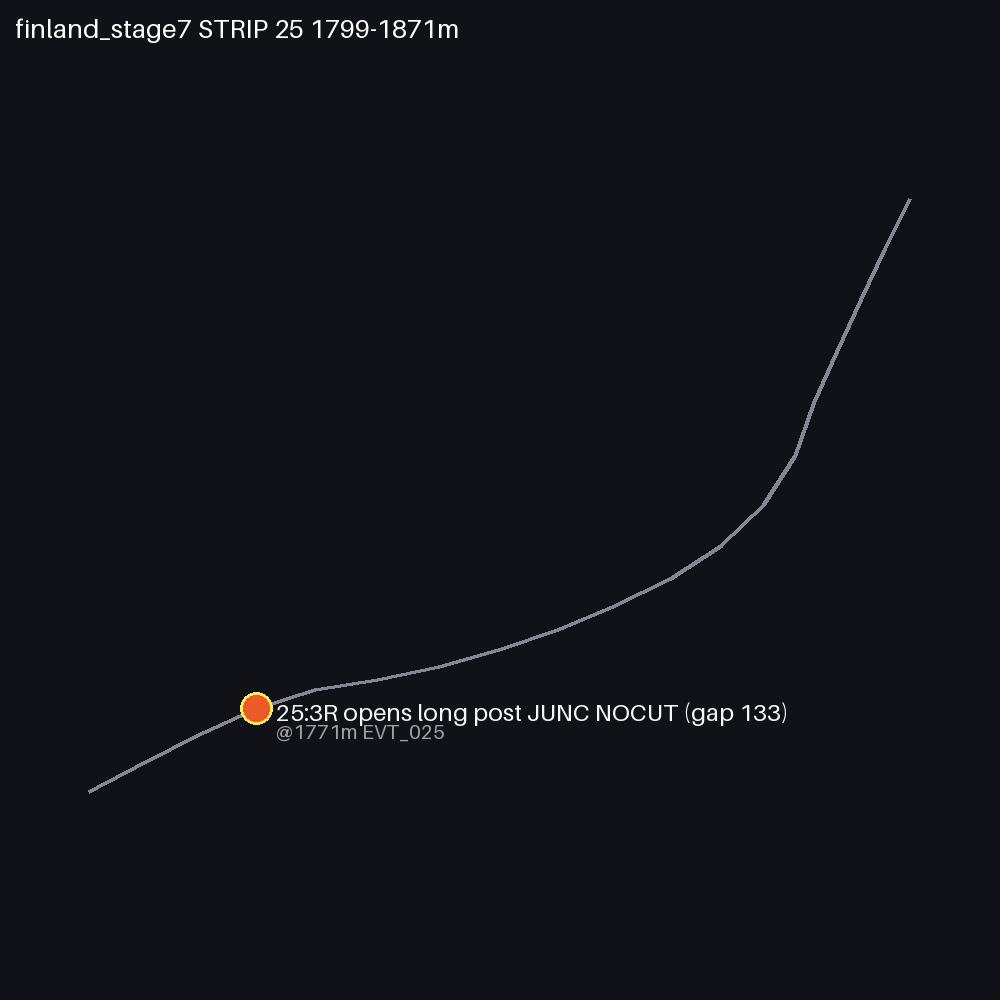 finland_stage7 STRIP 25 1799-1871m
25:3R opens long post JUNC NOCUT (gap 133)
@1771m EVT_025